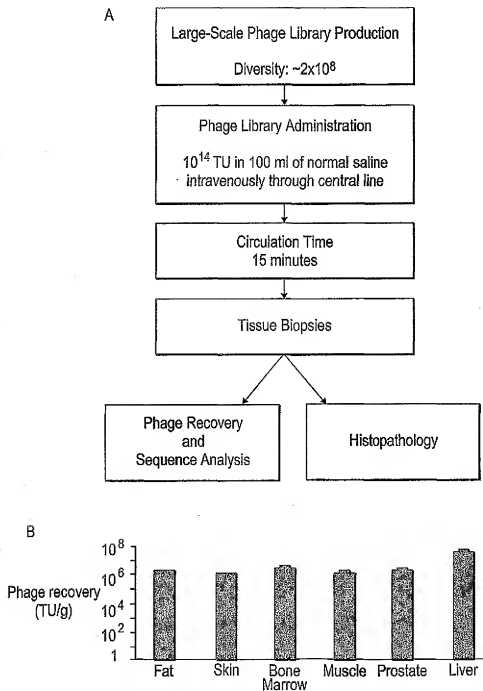 A
Large-Scale Phage Library Production
Diversity: ~2x10⁸
Phage Library Administration
10¹⁴ TU in 100 ml of normal saline
intravenously through central line
Circulation Time
15 minutes
Tissue Biopsies
Phage Recovery
and
Sequence Analysis
Histopathology
B
Phage recovery
(TU/g)
10⁸
10⁶
10⁴
10²
1
Fat Skin Bone Muscle Prostate Liver
Marrow